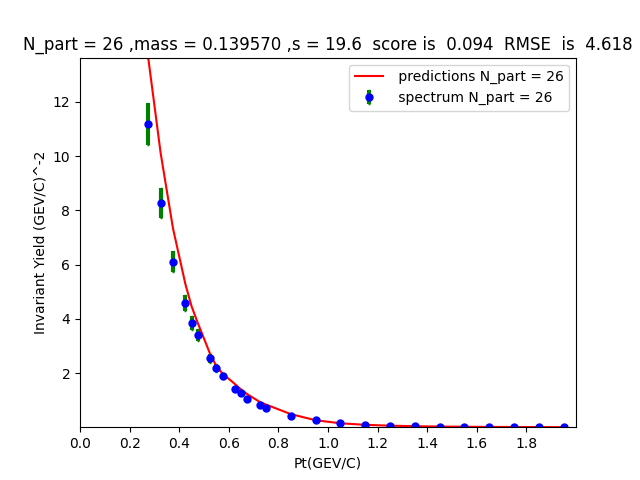 N_part = 26 ,mass = 0.139570 ,s = 19.6  score is  0.094  RMSE  is  4.618
predictions N_part = 26
spectrum N_part = 26
Invariant Yield (GEV/C)^-2
12
10
8
6
4
2
0.0 0.2 0.4 0.6 0.8 1.0 1.2 1.4 1.6 1.8
Pt(GEV/C)